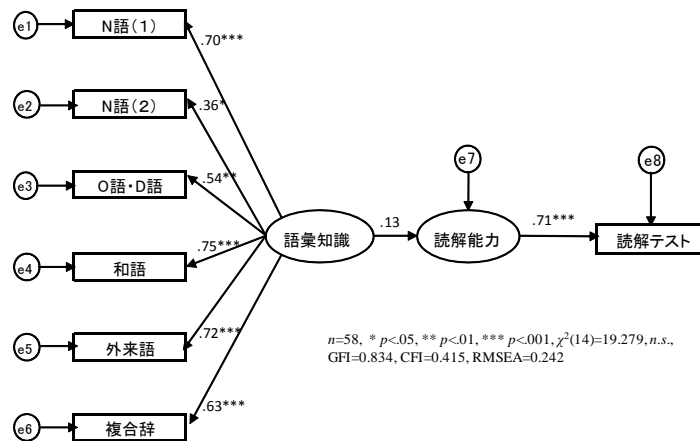 e1
N語(1)
.70***
e2
N語(2)
.36*
e3
O語・D語
.54**
e4
和語
.75***
e5
外来語
.72***
e6
複合辞
.63***
語彙知識
.13
e7
読解能力
.71***
e8
読解テスト
n=58, * p<.05, ** p<.01, *** p<.001, χ²(14)=19.279, n.s.,
GFI=0.834, CFI=0.415, RMSEA=0.242